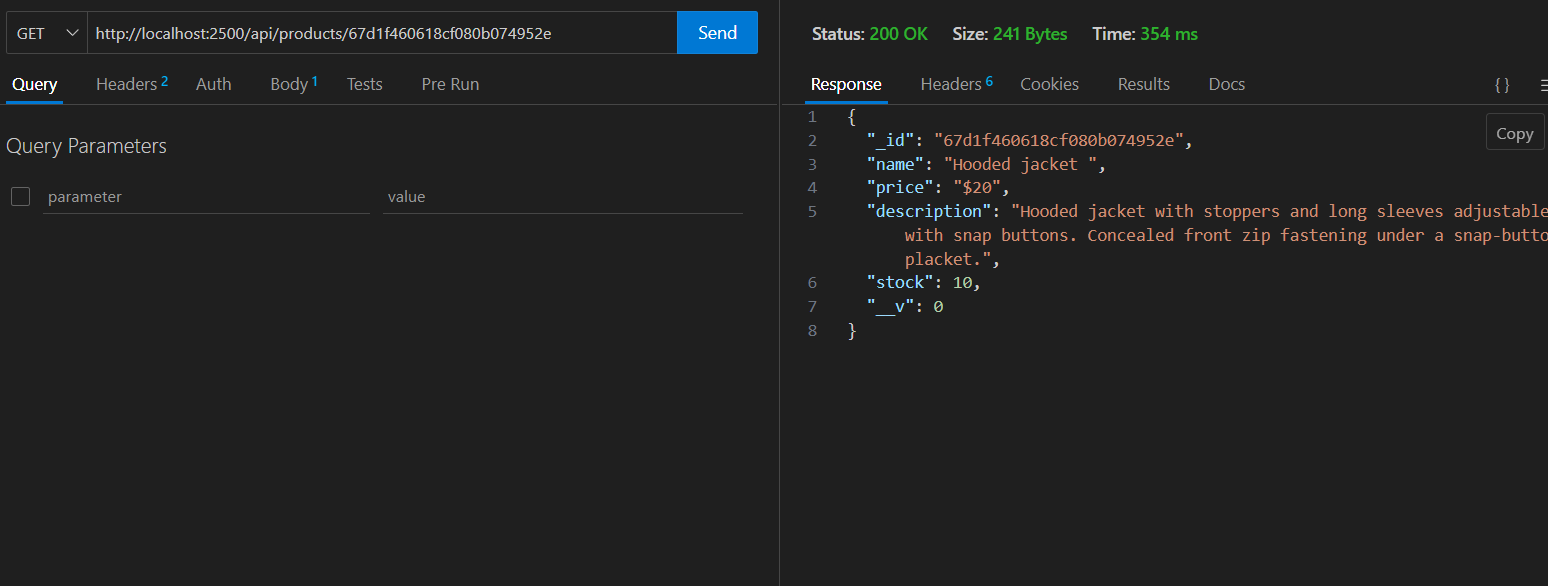 GET http://localhost:2500/api/products/67d1f460618cf080b074952e Send
Query Headers 2 Auth Body 1 Tests Pre Run
Query Parameters
parameter value
Status: 200 OK Size: 241 Bytes Time: 354 ms
Response Headers 6 Cookies Results Docs { }
Copy
1 {
2 "_id": "67d1f460618cf080b074952e",
3 "name": "Hooded jacket ",
4 "price": "$20",
5 "description": "Hooded jacket with stoppers and long sleeves adjustable
with snap buttons. Concealed front zip fastening under a snap-butto
placket.",
6 "stock": 10,
7 "__v": 0
8 }